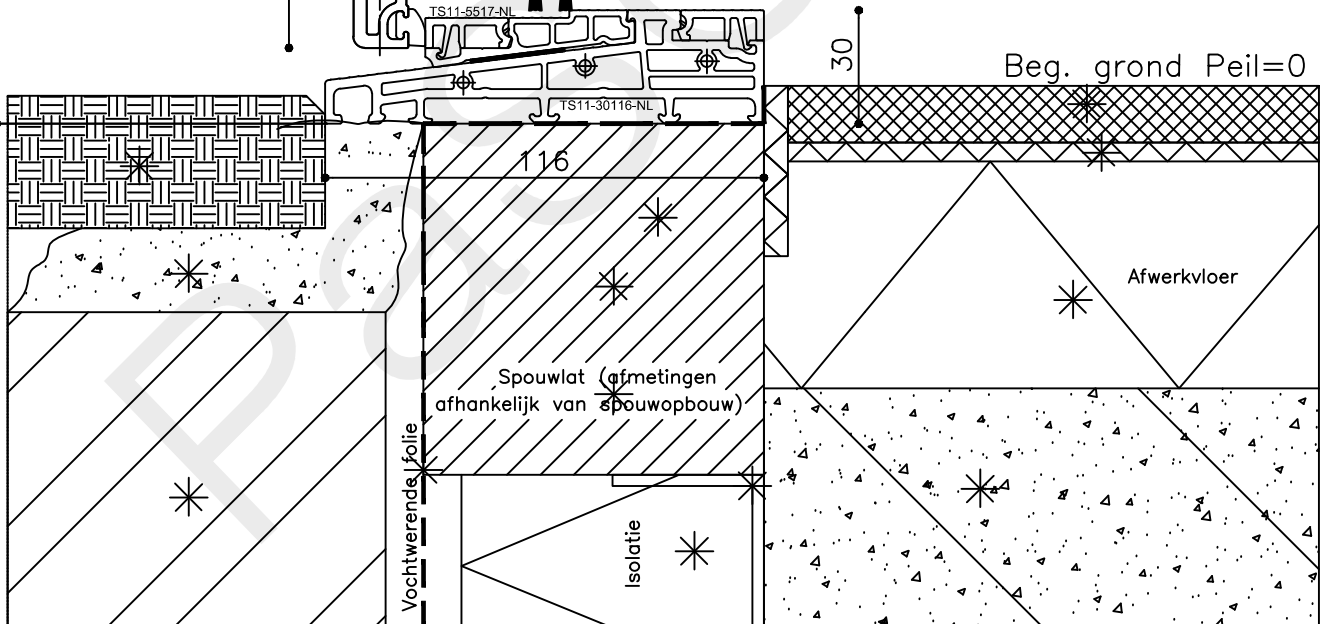 TS11-5517-NL
30
Beg. grond Peil=0
TS11-30116-NL
116
Afwerkvloer
Spouwlat (afmetingen
afhankelijk van spouwopbouw)
Vochtwerende folie
Isolatie